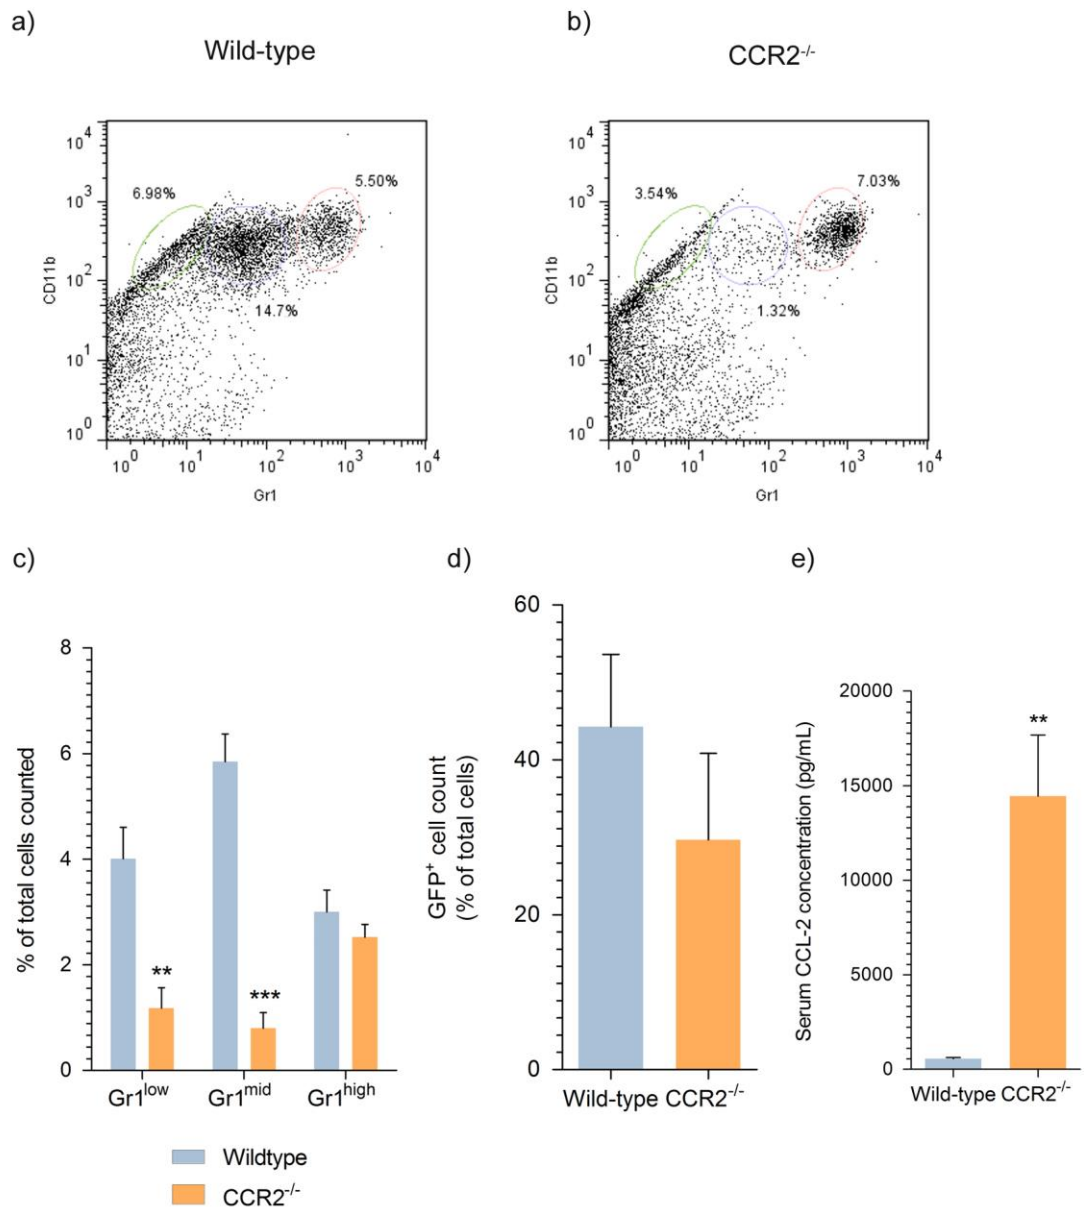 a)
Wild-type
b)
CCR2-/-
10^4
10^3
10^2
10^1
10^0
CD11b
6.98%
5.50%
14.7%
10^0 10^1 10^2 10^3 10^4
Gr1
10^4
10^3
10^2
10^1
10^0
CD11b
3.54%
7.03%
1.32%
10^0 10^1 10^2 10^3 10^4
Gr1
c)
% of total cells counted
8
6
4
2
0
**
***
Gr1low Gr1mid Gr1high
Wildtype
CCR2-/-
d)
GFP+ cell count
(% of total cells)
60
40
20
0
Wild-type CCR2-/-
e)
Serum CCL-2 concentration (pg/mL)
20000
15000
10000
5000
0
**
Wild-type CCR2-/-